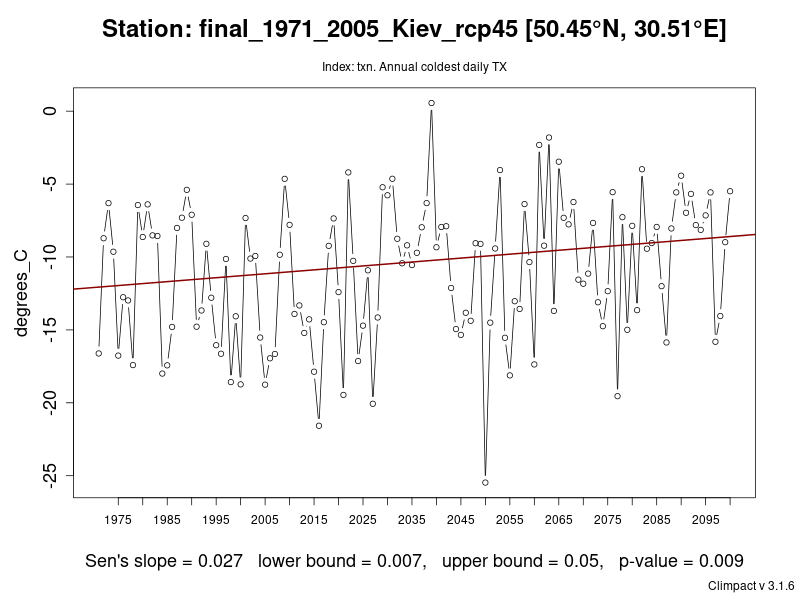 Station: final_1971_2005_Kiev_rcp45 [50.45°N, 30.51°E]
Index: txn. Annual coldest daily TX
degrees_C
0
-5
-10
-15
-20
-25
1975 1985 1995 2005 2015 2025 2035 2045 2055 2065 2075 2085 2095
Sen's slope = 0.027 lower bound = 0.007, upper bound = 0.05, p-value = 0.009
Climpact v 3.1.6